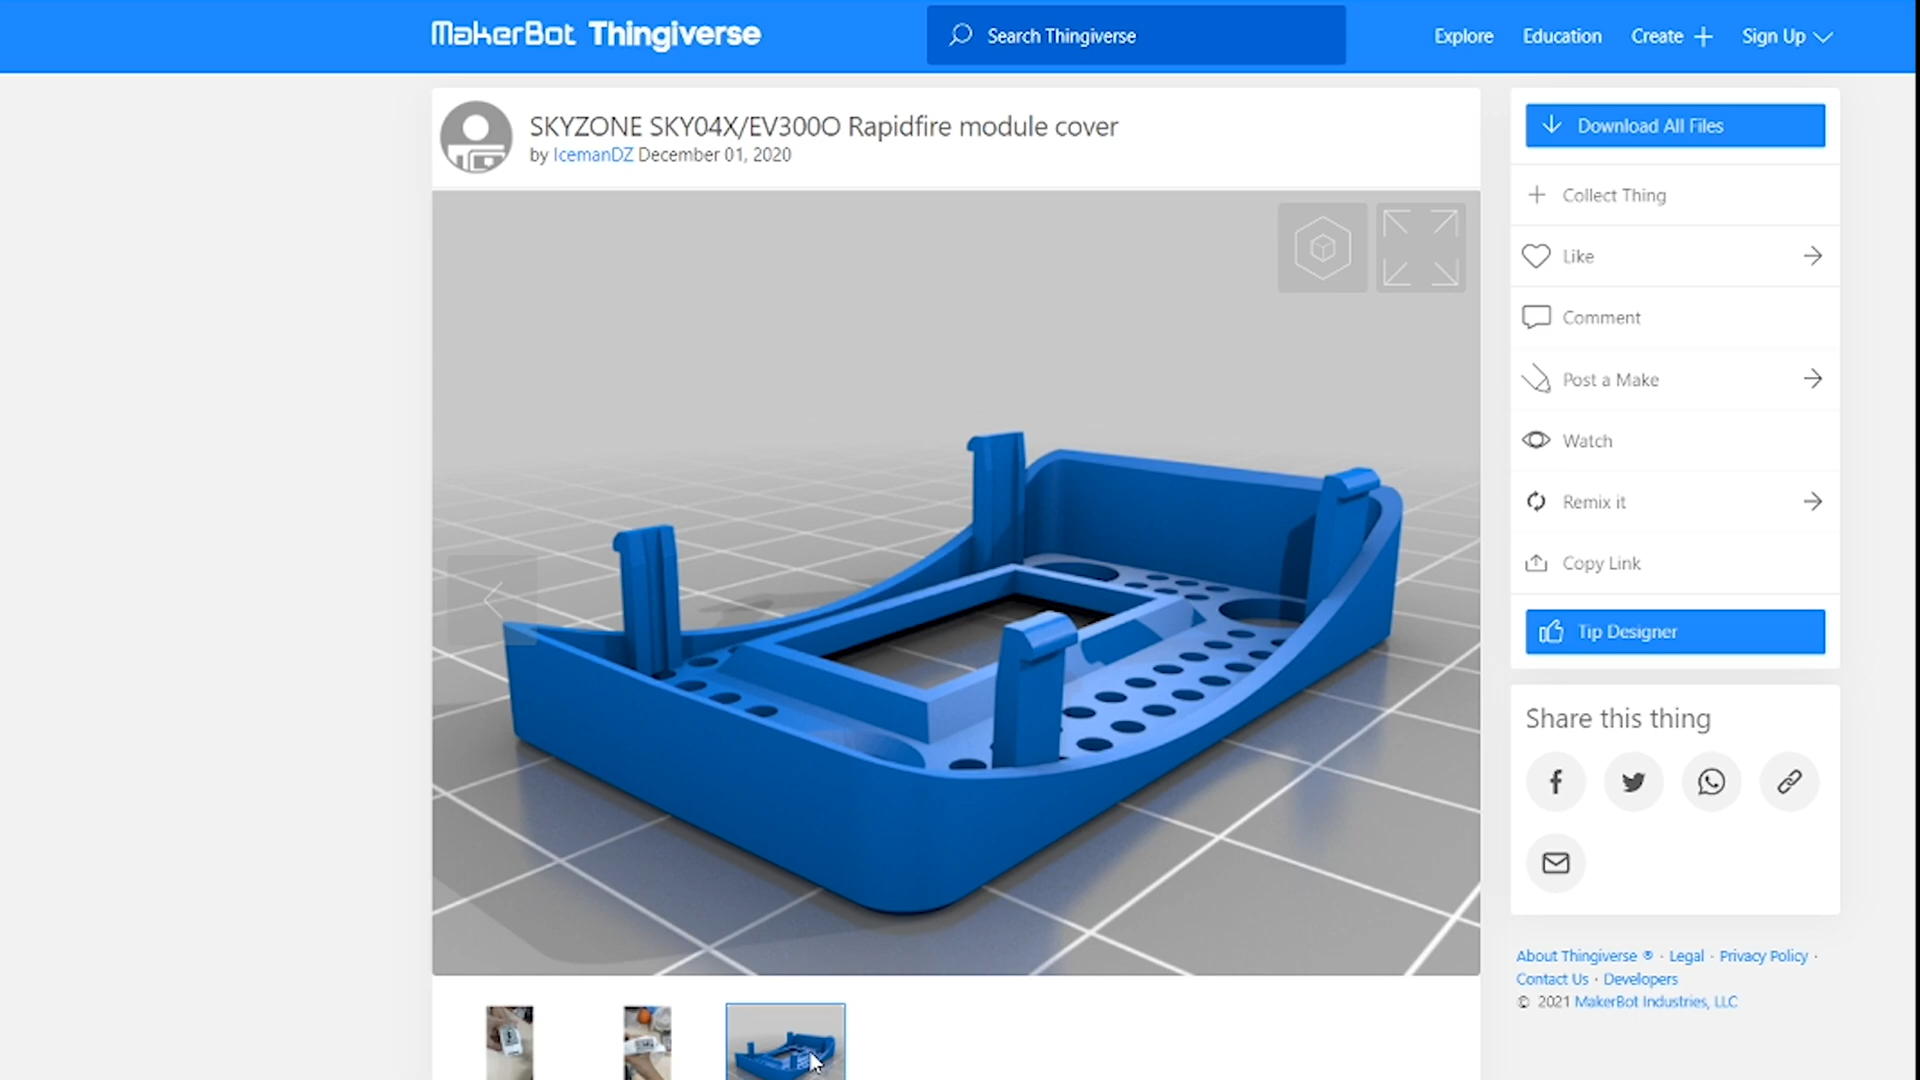 MakerBot Thingiverse
Search Thingiverse
Explore
Education
Create
Sign Up
SKYZONE SKY04X/EV300O Rapidfire module cover
by IcemanDZ December 01, 2020
Download All Files
Collect Thing
Like
Comment
Post a Make
Watch
Remix it
Copy Link
Tip Designer
Share this thing
About Thingiverse ® · Legal · Privacy Policy ·
Contact Us · Developers
© 2021 MakerBot Industries, LLC